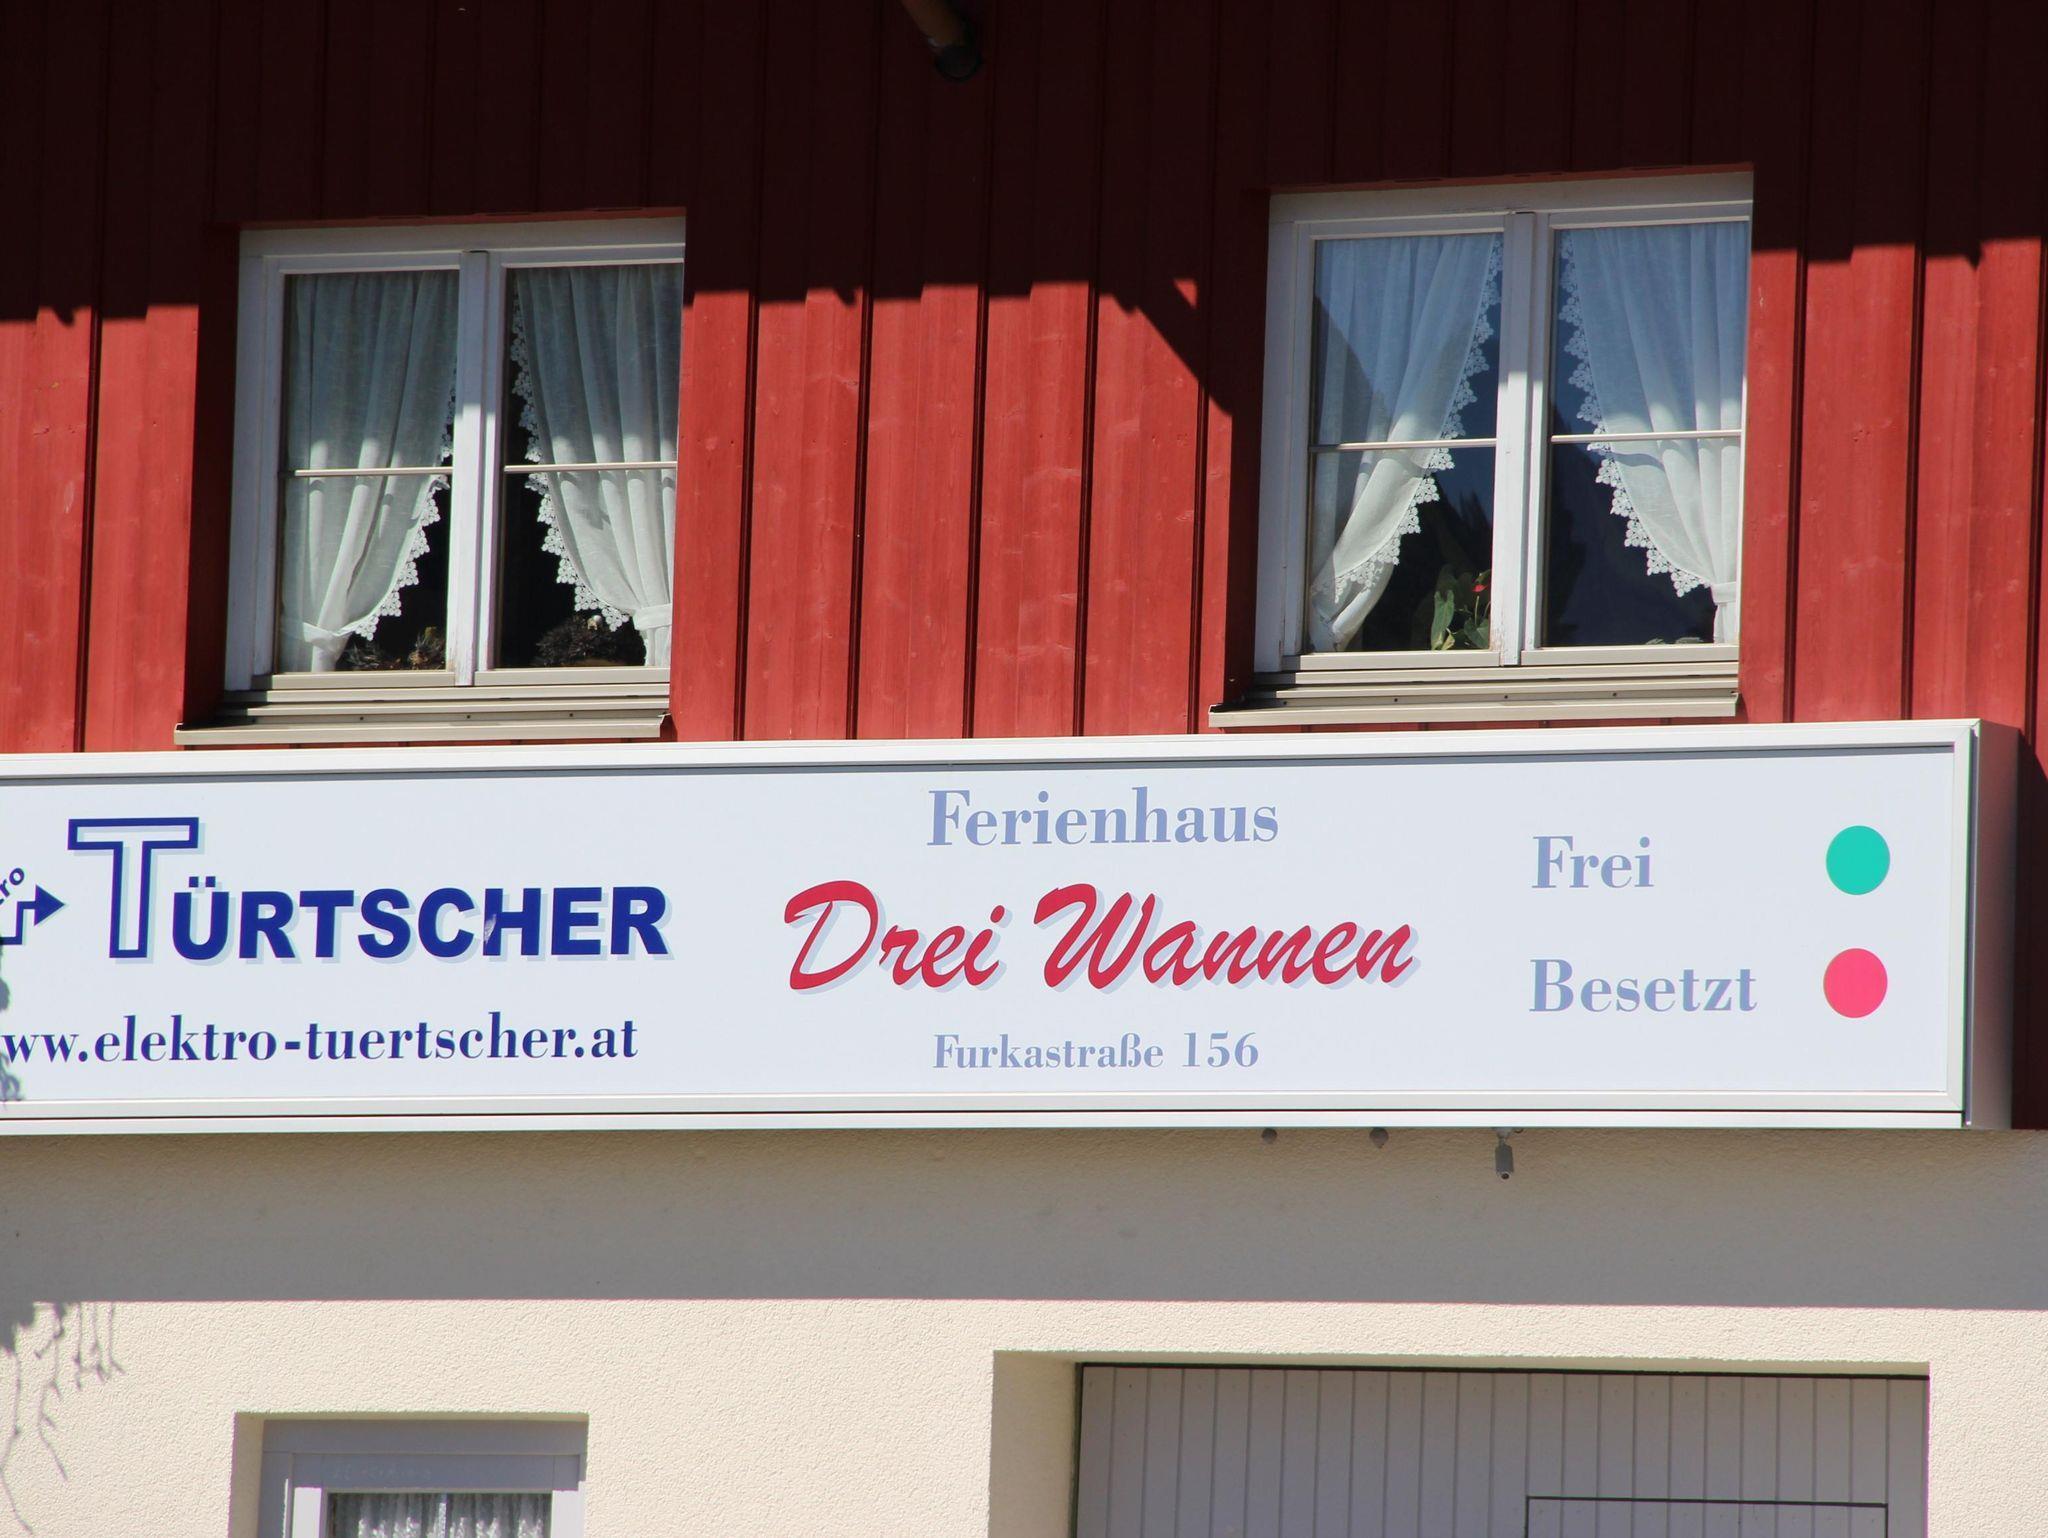 TÜRTSCHER
www.elektro-tuertscher.at
Ferienhaus
Drei Wannen
Furkastraße 156
Frei
Besetzt